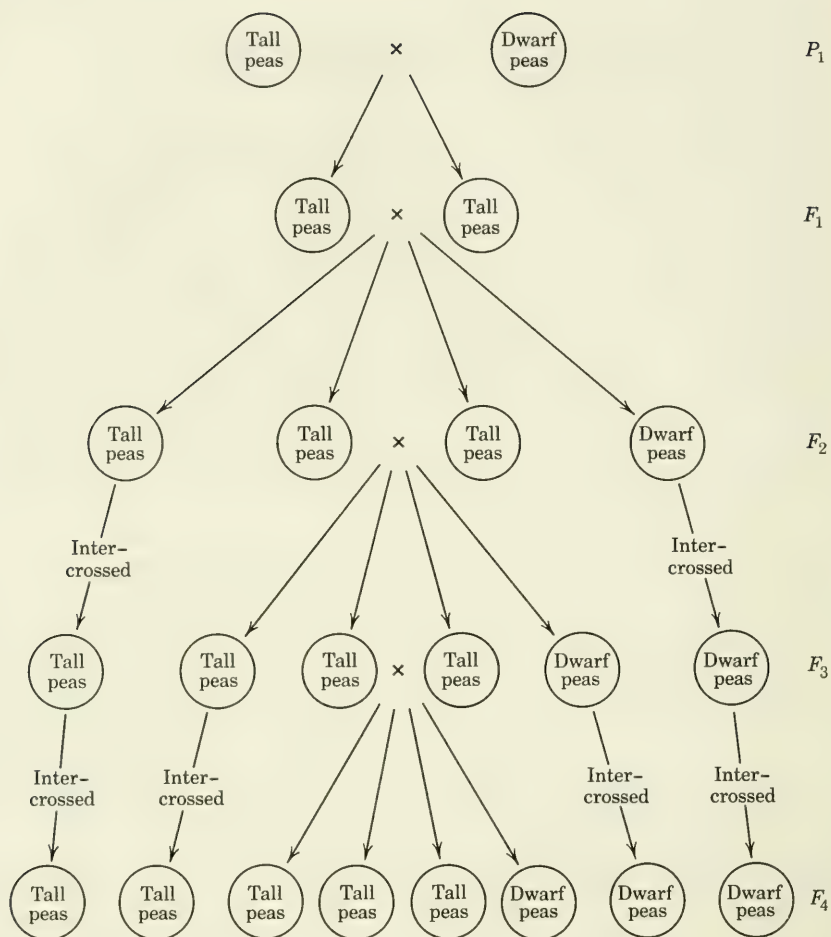 Tall
peas
×
Dwarf
peas
P₁
Tall
peas
×
Tall
peas
F₁
Tall
peas
Tall
peas
×
Tall
peas
Dwarf
peas
F₂
Inter-
crossed
Inter-
crossed
Tall
peas
Tall
peas
Tall
peas
×
Tall
peas
Dwarf
peas
Dwarf
peas
F₃
Inter-
crossed
Inter-
crossed
Inter-
crossed
Inter-
crossed
Tall
peas
Tall
peas
Tall
peas
Tall
peas
Tall
peas
Dwarf
peas
Dwarf
peas
Dwarf
peas
F₄